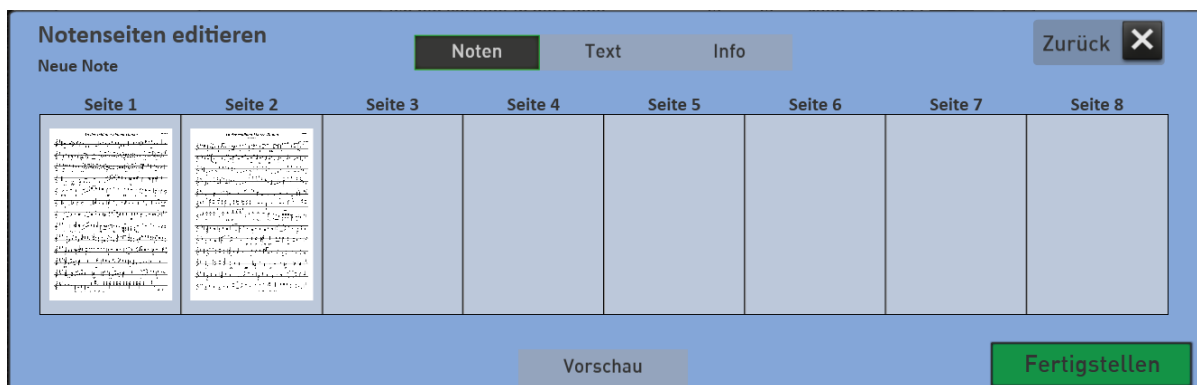 Notenseiten editieren
Neue Note
Noten Text Info
Zurück
Seite 1 Seite 2 Seite 3 Seite 4 Seite 5 Seite 6 Seite 7 Seite 8
Vorschau
Fertigstellen